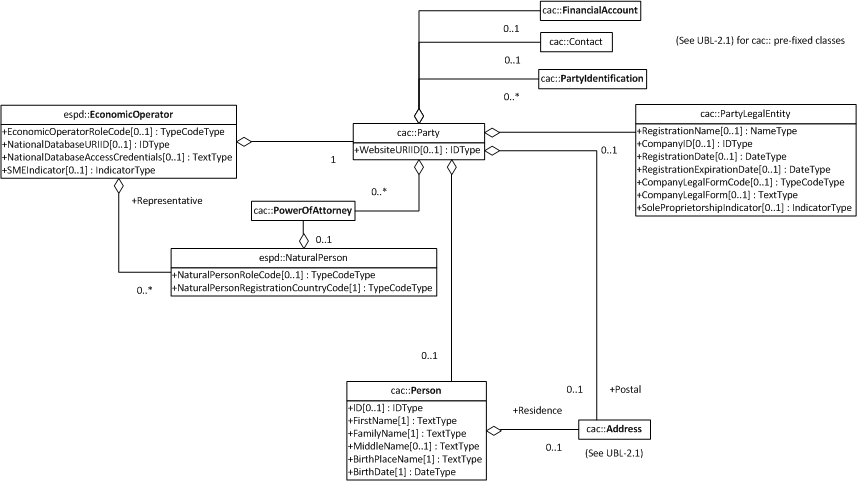 cac::FinancialAccount
0..1
cac::Contact
(See UBL-2.1) for cac:: pre-fixed classes
0..1
cac::PartyIdentification
0..*
espd::EconomicOperator
+EconomicOperatorRoleCode[0..1] : TypeCodeType
+NationalDatabaseURIID[0..1] : IDType
+NationalDatabaseAccessCredentials[0..1] : TextType
+SMEIndicator[0..1] : IndicatorType
1
cac::Party
+WebsiteURIID[0..1] : IDType
0..1
cac::PartyLegalEntity
+RegistrationName[0..1] : NameType
+CompanyID[0..1] : IDType
+RegistrationDate[0..1] : DateType
+RegistrationExpirationDate[0..1] : DateType
+CompanyLegalFormCode[0..1] : TypeCodeType
+CompanyLegalForm[0..1] : TextType
+SoleProprietorshipIndicator[0..1] : IndicatorType
+Representative
0..*
cac::PowerOfAttorney
0..1
espd::NaturalPerson
+NaturalPersonRoleCode[0..1] : TypeCodeType
+NaturalPersonRegistrationCountryCode[1] : TypeCodeType
0..*
0..1
cac::Person
+ID[0..1] : IDType
+FirstName[1] : TextType
+FamilyName[1] : TextType
+MiddleName[0..1] : TextType
+BirthPlaceName[1] : TextType
+BirthDate[1] : DateType
0..1
+Postal
+Residence
0..1
cac::Address
(See UBL-2.1)